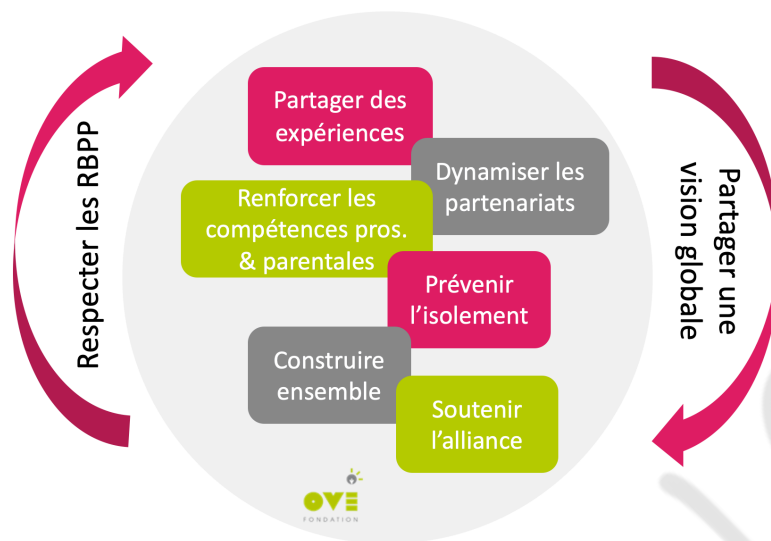 Respecter les RBPP
Partager des
expériences
Dynamiser les
partenariats
Renforcer les
compétences pros.
& parentales
Prévenir
l’isolement
Construire
ensemble
Soutenir
l’alliance
Partager une
vision globale
OVE
FONDATION